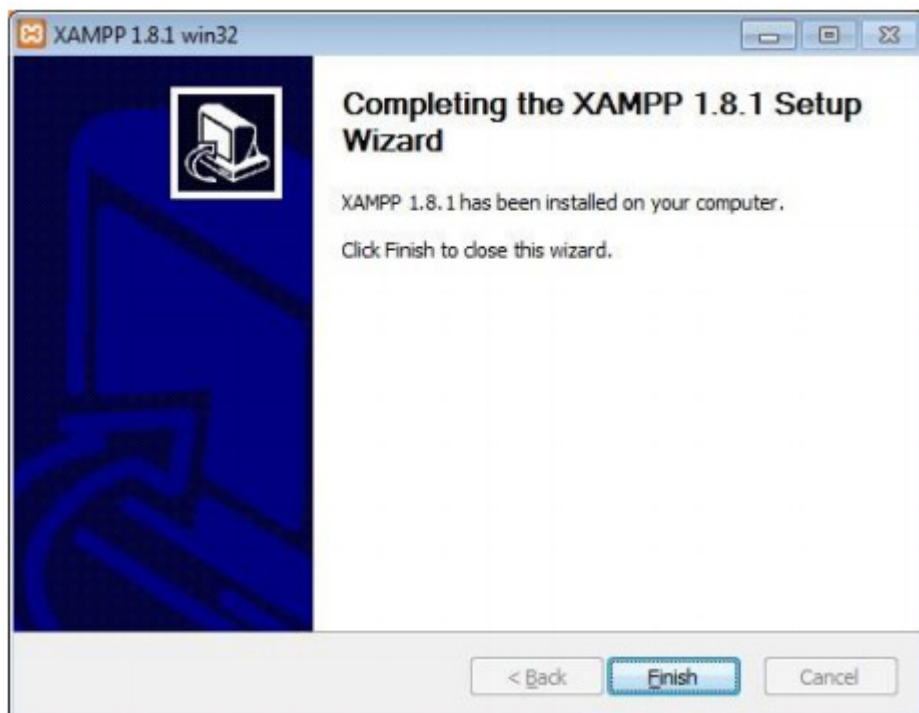 XAMPP 1.8.1 win32
Completing the XAMPP 1.8.1 Setup
Wizard
XAMPP 1.8.1 has been installed on your computer.
Click Finish to close this wizard.
< Back
Finish
Cancel